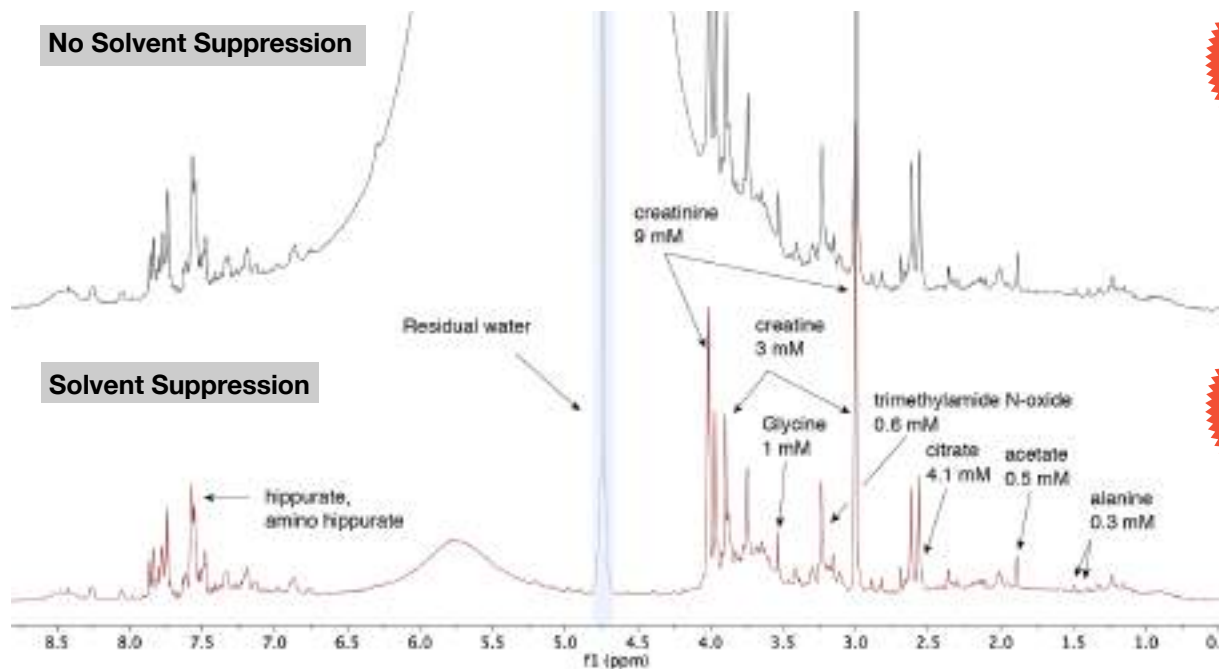 No Solvent Suppression
creatinine
9 mM
Residual water
creatine
3 mM
Solvent Suppression
trimethylamide N-oxide
0.6 mM
Glycine
1 mM
citrate
4.1 mM
acetate
0.5 mM
alanine
0.3 mM
hippurate,
amino hippurate
8.5 8.0 7.5 7.0 6.5 6.0 5.5 5.0 4.5 4.0 3.5 3.0 2.5 2.0 1.5 1.0
f1 (ppm)